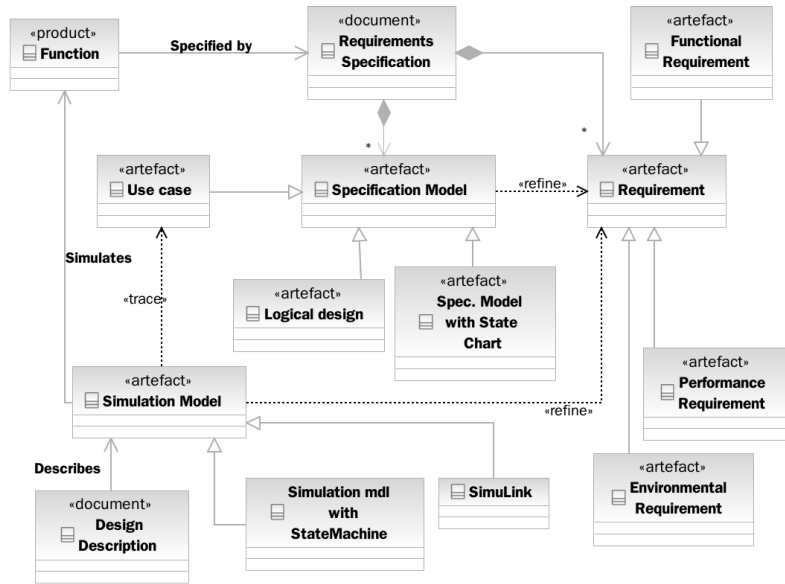 «product»
Function
Specified by
«document»
Requirements
Specification
«artefact»
Functional
Requirement
*
*
«artefact»
Use case
«artefact»
Specification Model
«refine»
«artefact»
Requirement
Simulates
«trace»
«artefact»
Logical design
«artefact»
Spec. Model
with State
Chart
«artefact»
Performance
Requirement
«artefact»
Simulation Model
«refine»
Describes
«document»
Design
Description
Simulation mdl
with
StateMachine
SimuLink
«artefact»
Environmental
Requirement